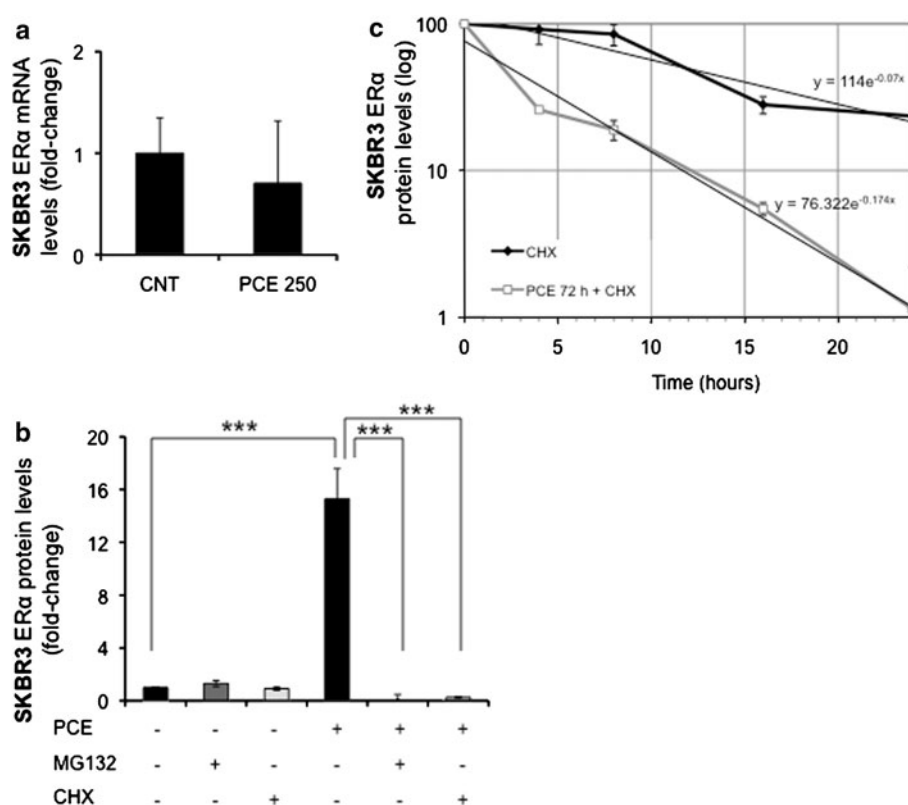 a
SKBR3 ERα mRNA
levels (fold-change)
2
1
0
CNT PCE 250
c
SKBR3 ERα
protein levels (log)
100
10
1
y = 114e-0.07x
y = 76.322e-0.174x
CHX
PCE 72 h + CHX
0 5 10 15 20
Time (hours)
b
SKBR3 ERα protein levels
(fold-change)
20
16
12
8
4
0
***
***
***
PCE - - - + + +
MG132 - + - - + -
CHX - - + - - +